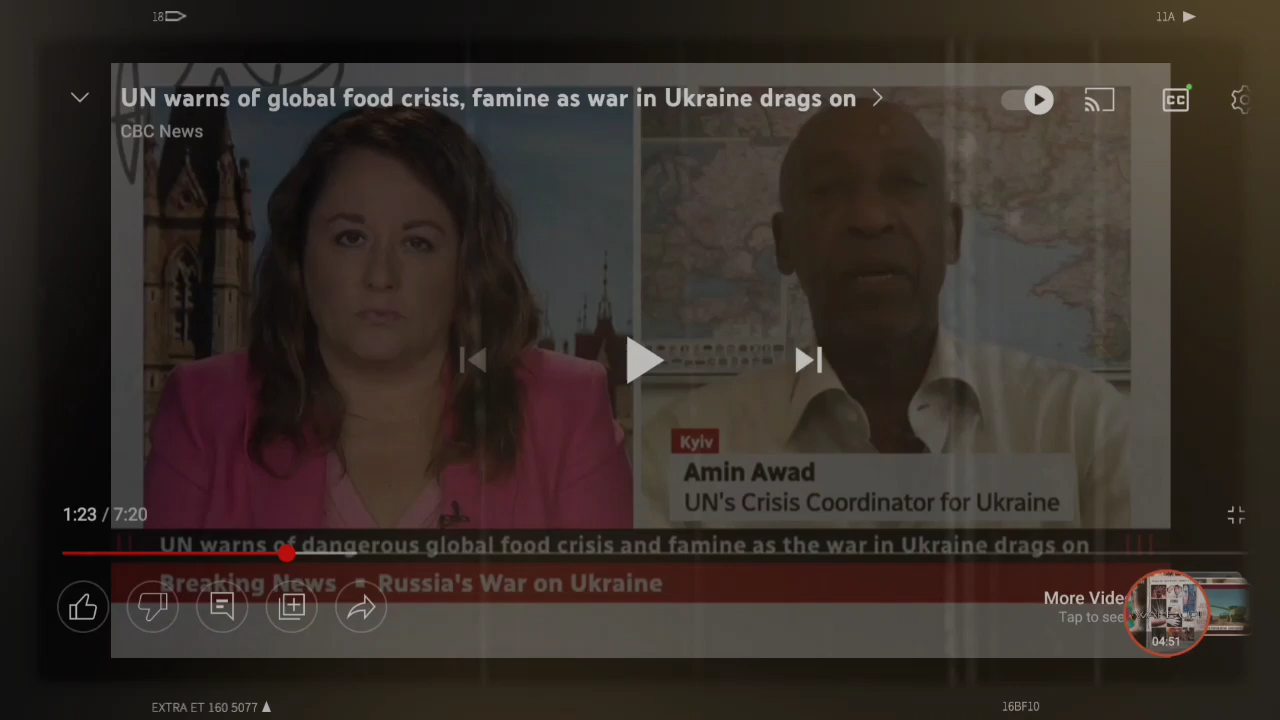 18
11A
UN warns of global food crisis, famine as war in Ukraine drags on
CC
CBC News
Kyiv
Amin Awad
UN's Crisis Coordinator for Ukraine
1:23 / 7:20
UN warns of dangerous global food crisis and famine as the war in Ukraine drags on
Breaking News Russia's War on Ukraine
More Vide
Tap to see
04:51
EXTRA ET 160 5077
16BF10